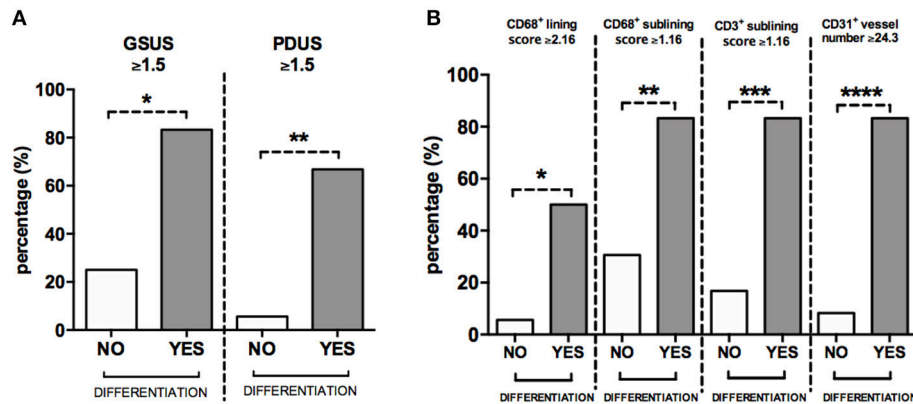 A
GSUS
≥1.5
PDUS
≥1.5
percentage (%)
100
80
60
40
20
0
*
**
NO YES NO YES
DIFFERENTIATION DIFFERENTIATION
B
CD68+ lining
score ≥2.16
CD68+ sublining
score ≥1.16
CD3+ sublining
score ≥1.16
CD31+ vessel
number ≥24.3
percentage (%)
100
80
60
40
20
0
*
**
***
****
NO YES NO YES NO YES NO YES
DIFFERENTIATION DIFFERENTIATION DIFFERENTIATION DIFFERENTIATION